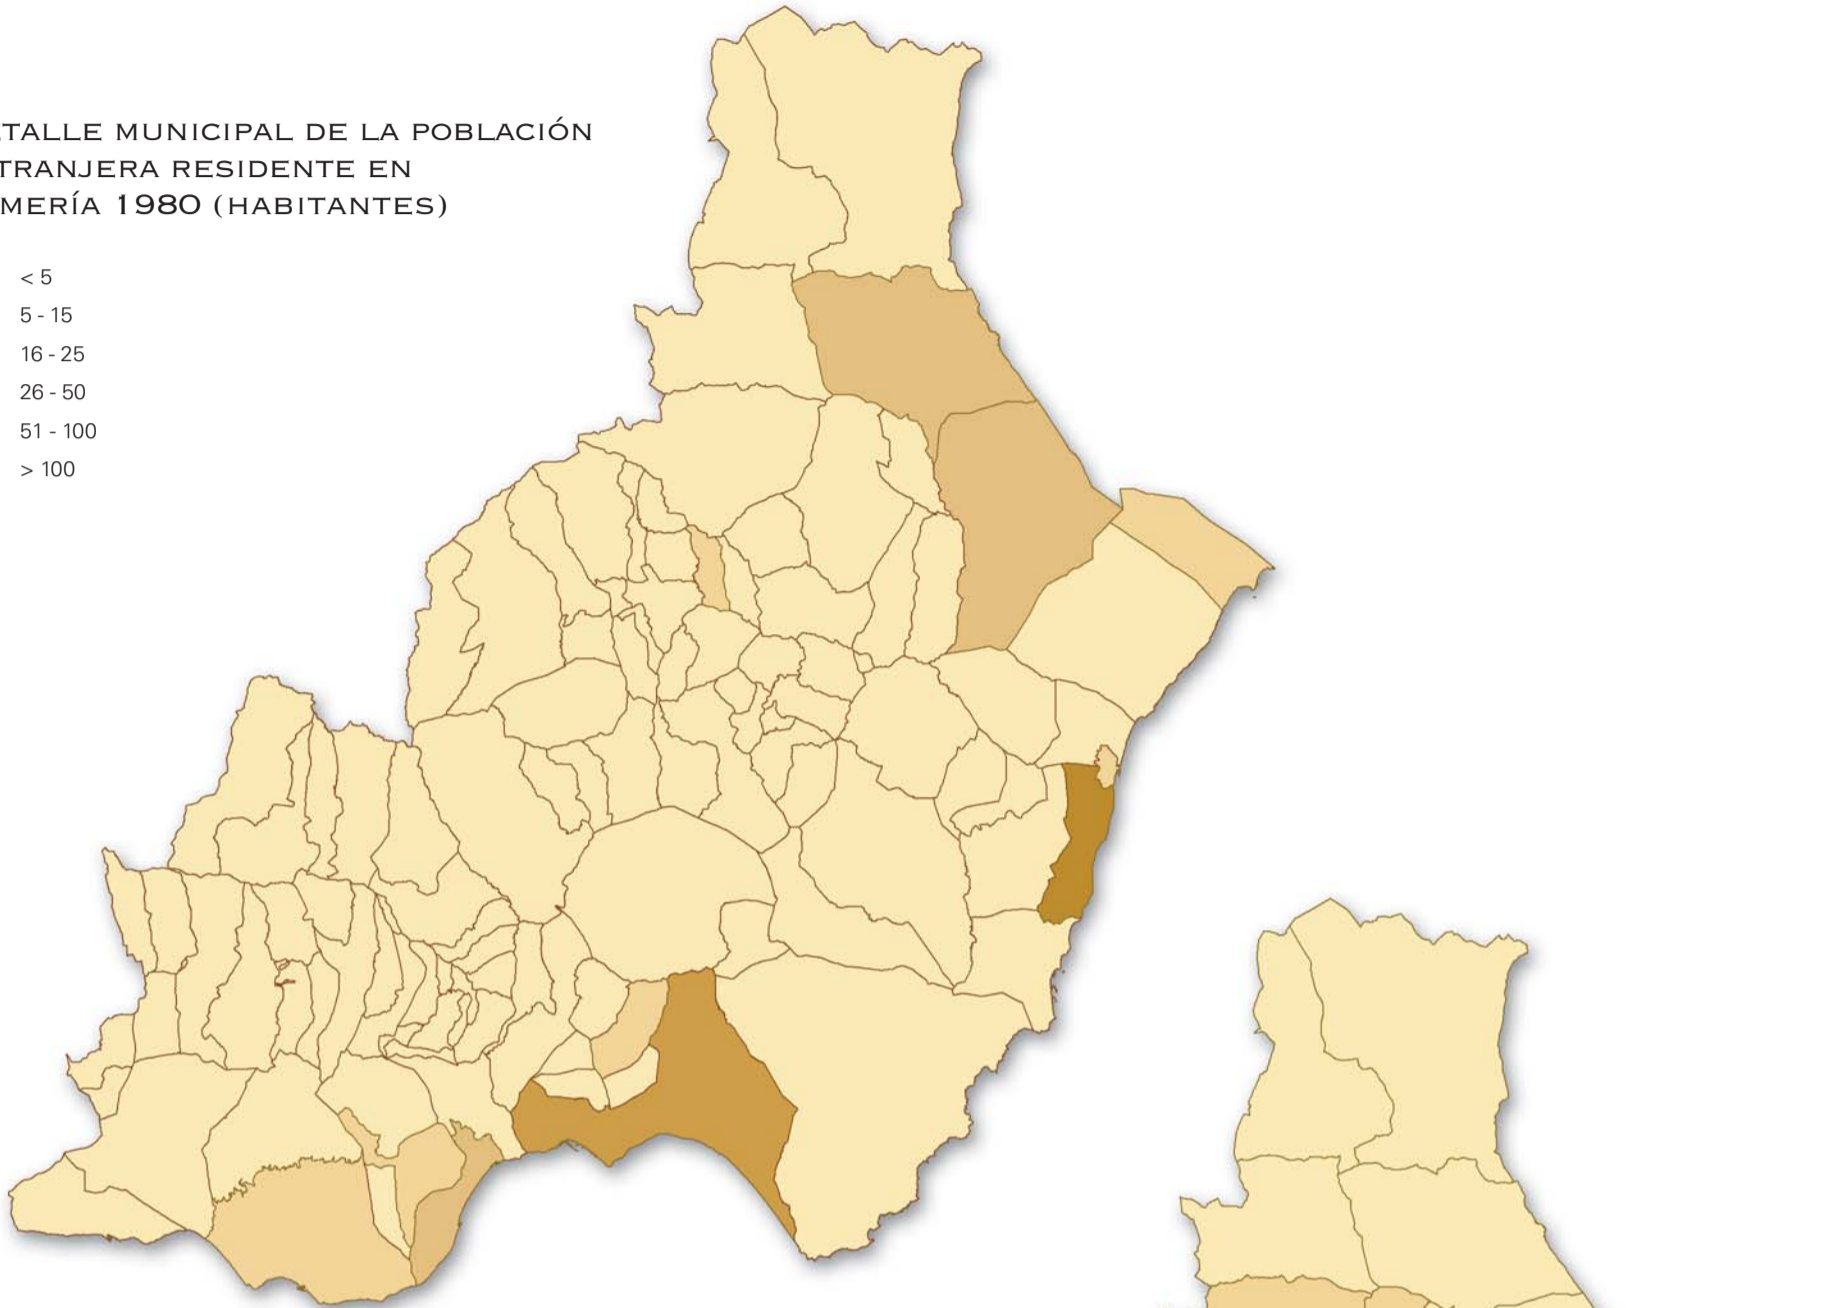 TALLE MUNICIPAL DE LA POBLACIÓN
TRANJERA RESIDENTE EN
MERÍA 1980 (HABITANTES)
< 5
5 - 15
16 - 25
26 - 50
51 - 100
> 100